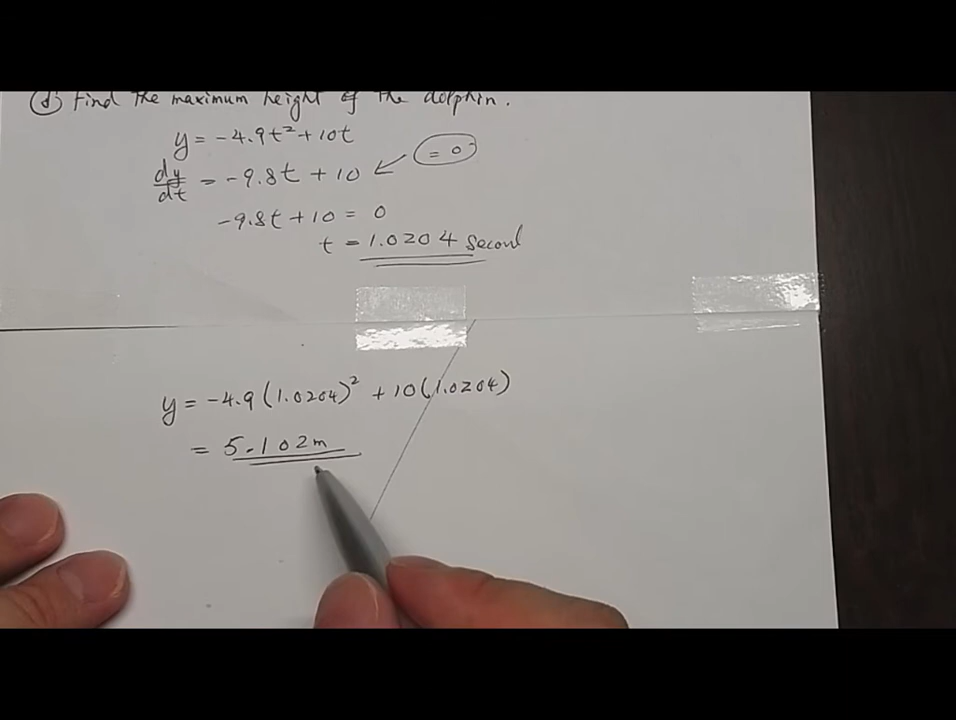 (d) Find the maximum height of the dolphin.
y = -4.9t² + 10t
= 0
dy/dt = -9.8t + 10
-9.8t + 10 = 0
t = 1.0204 second
y = -4.9(1.0204)² + 10(1.0204)
= 5.102m